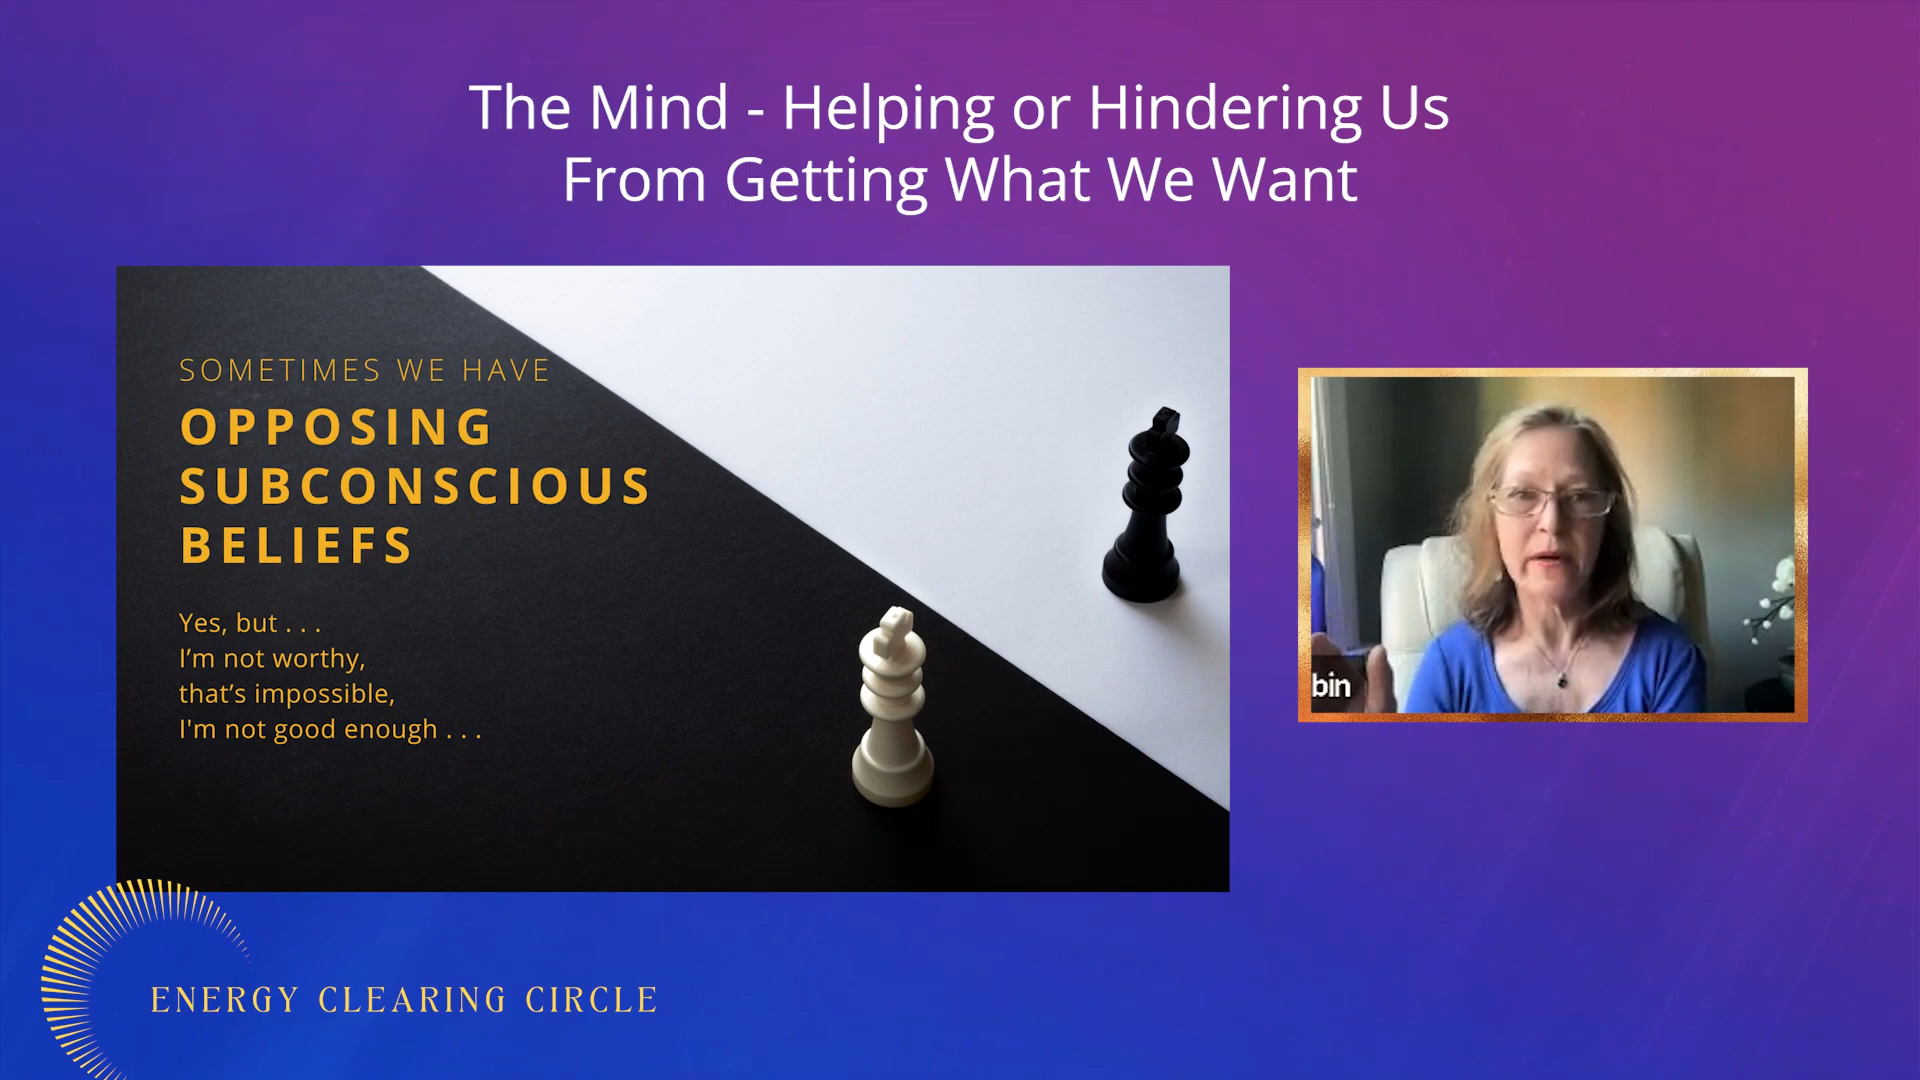 The Mind - Helping or Hindering Us
From Getting What We Want
SOMETIMES WE HAVE
OPPOSING
SUBCONSCIOUS
BELIEFS
Yes, but . . .
I’m not worthy,
that’s impossible,
I'm not good enough . . .
bin
ENERGY CLEARING CIRCLE